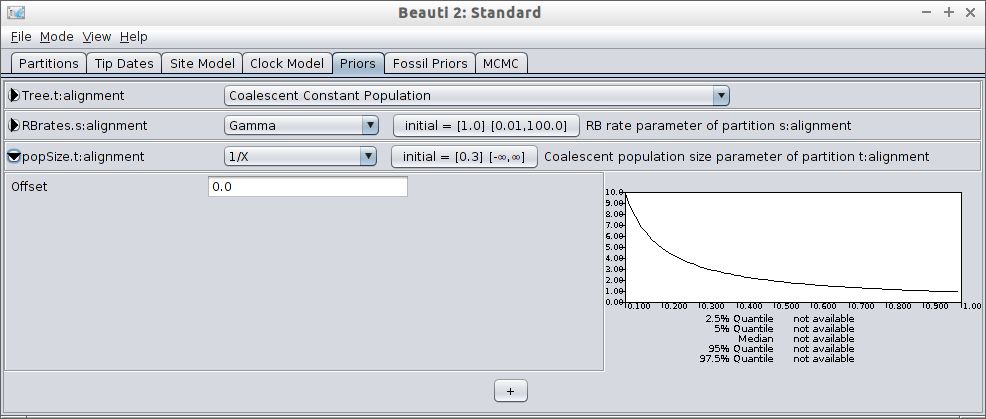 Beauti 2: Standard
File Mode View Help
Partitions Tip Dates Site Model Clock Model Priors Fossil Priors MCMC
Tree.t:alignment Coalescent Constant Population
RBrates.s:alignment Gamma initial = [1.0] [0.01,100.0] RB rate parameter of partition s:alignment
popSize.t:alignment 1/X initial = [0.3] [-∞,∞] Coalescent population size parameter of partition t:alignment
Offset 0.0
10.0
9.00
8.00
7.00
6.00
5.00
4.00
3.00
2.00
1.00
0.00
0.100 0.200 0.300 0.400 0.500 0.600 0.700 0.800 0.900 1.00
2.5% Quantile not available
5% Quantile not available
Median not available
95% Quantile not available
97.5% Quantile not available
+